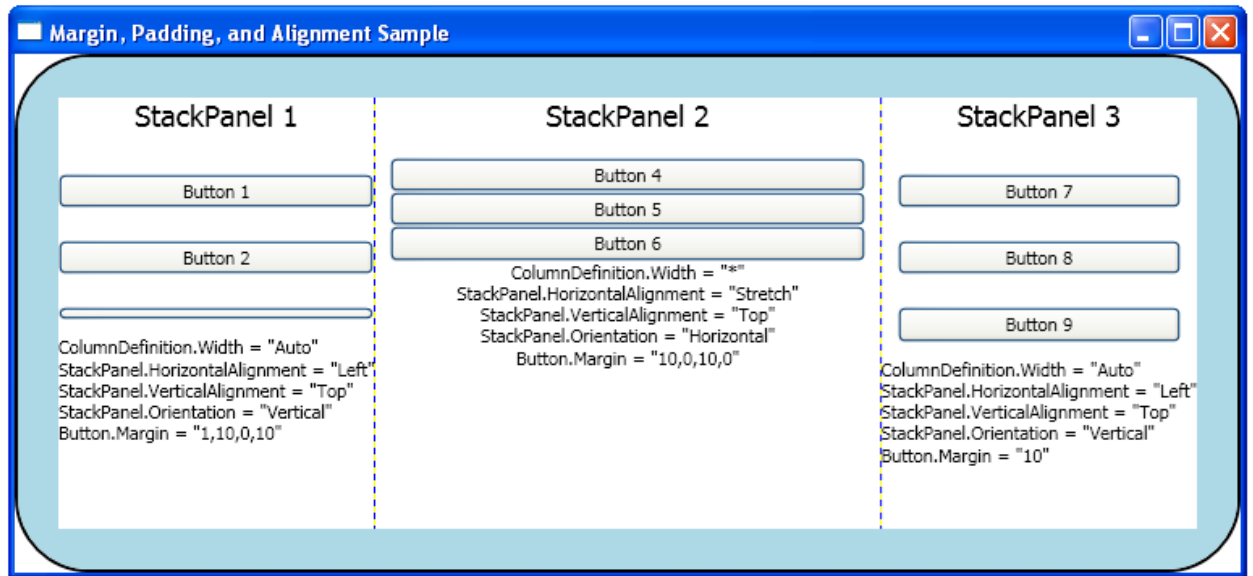 Margin, Padding, and Alignment Sample
StackPanel 1
Button 1
Button 2
ColumnDefinition.Width = "Auto"
StackPanel.HorizontalAlignment = "Left"
StackPanel.VerticalAlignment = "Top"
StackPanel.Orientation = "Vertical"
Button.Margin = "1,10,0,10"
StackPanel 2
Button 4
Button 5
Button 6
ColumnDefinition.Width = "*"
StackPanel.HorizontalAlignment = "Stretch"
StackPanel.VerticalAlignment = "Top"
StackPanel.Orientation = "Horizontal"
Button.Margin = "10,0,10,0"
StackPanel 3
Button 7
Button 8
Button 9
ColumnDefinition.Width = "Auto"
StackPanel.HorizontalAlignment = "Left"
StackPanel.VerticalAlignment = "Top"
StackPanel.Orientation = "Vertical"
Button.Margin = "10"